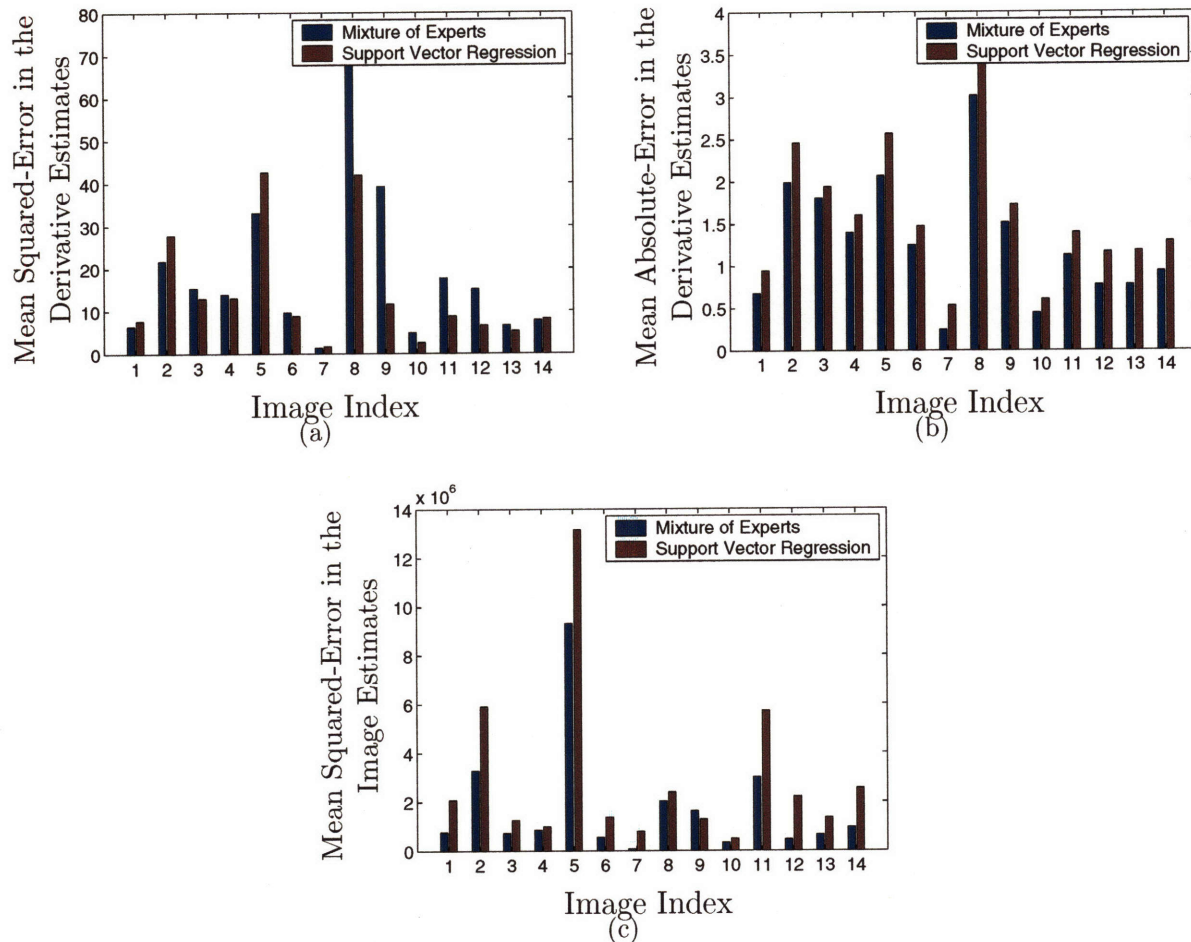 80
70
60
50
40
30
20
10
0
Mean Squared-Error in the
Derivative Estimates
Mixture of Experts
Support Vector Regression
1 2 3 4 5 6 7 8 9 10 11 12 13 14
Image Index
(a)
4
3.5
3
2.5
2
1.5
1
0.5
0
Mean Absolute-Error in the
Derivative Estimates
Mixture of Experts
Support Vector Regression
1 2 3 4 5 6 7 8 9 10 11 12 13 14
Image Index
(b)
x 10^6
14
12
10
8
6
4
2
0
Mean Squared-Error in the
Image Estimates
Mixture of Experts
Support Vector Regression
1 2 3 4 5 6 7 8 9 10 11 12 13 14
Image Index
(c)